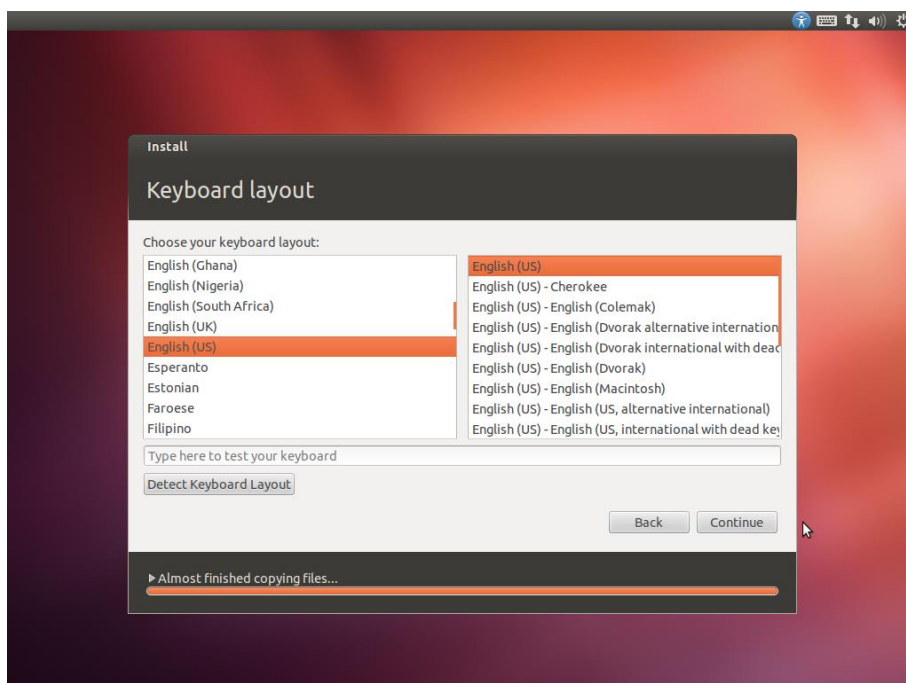 Install
Keyboard layout
Choose your keyboard layout:
English (Ghana)
English (Nigeria)
English (South Africa)
English (UK)
English (US)
Esperanto
Estonian
Faroese
Filipino
English (US)
English (US) - Cherokee
English (US) - English (Colemak)
English (US) - English (Dvorak alternative internation
English (US) - English (Dvorak international with dead
English (US) - English (Dvorak)
English (US) - English (Macintosh)
English (US) - English (US, alternative international)
English (US) - English (US, international with dead key
Type here to test your keyboard
Detect Keyboard Layout
Back
Continue
Almost finished copying files...